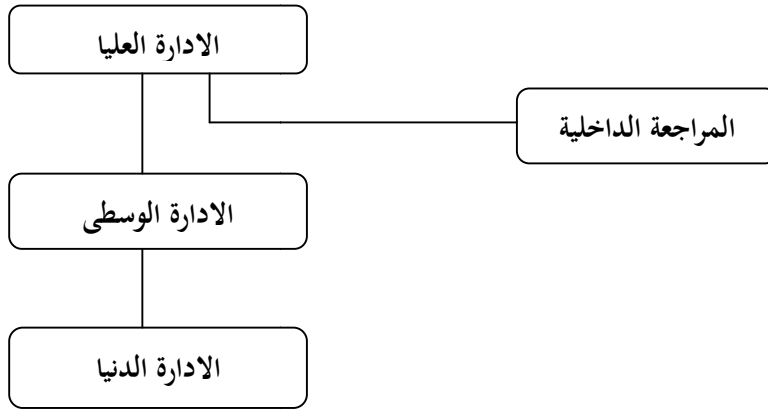 الادارة العليا
المراجعة الداخلية
الادارة الوسطى
الادارة الدنيا